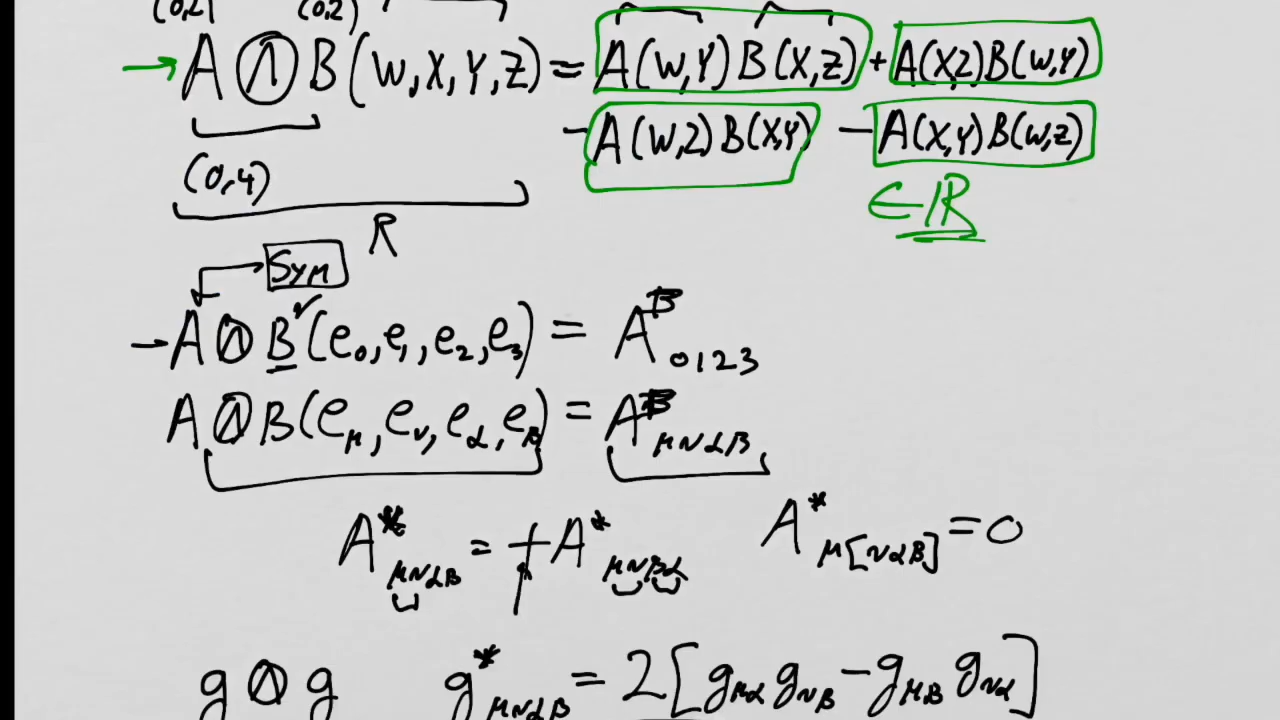 (0,2) (0,2)
→ A ⓐ B (W,X,Y,Z) = A(W,Y) B(X,Z) + A(X,Z) B(W,Y)
- A(W,Z) B(X,Y) - A(X,Y) B(W,Z)
(0,4)
∈ ℝ
R
Sym
→ A ⓐ B (e₀, e₁, e₂, e₃) = A^B_0123
A ⓐ B (e_μ, e_ν, e_α, e_β) = A^B_μναβ
A*_μναβ = + A*_μνβα A*_μ[ναβ] = 0
g ⓐ g g*_μναβ = 2 [g_μα g_νβ - g_μβ g_να]